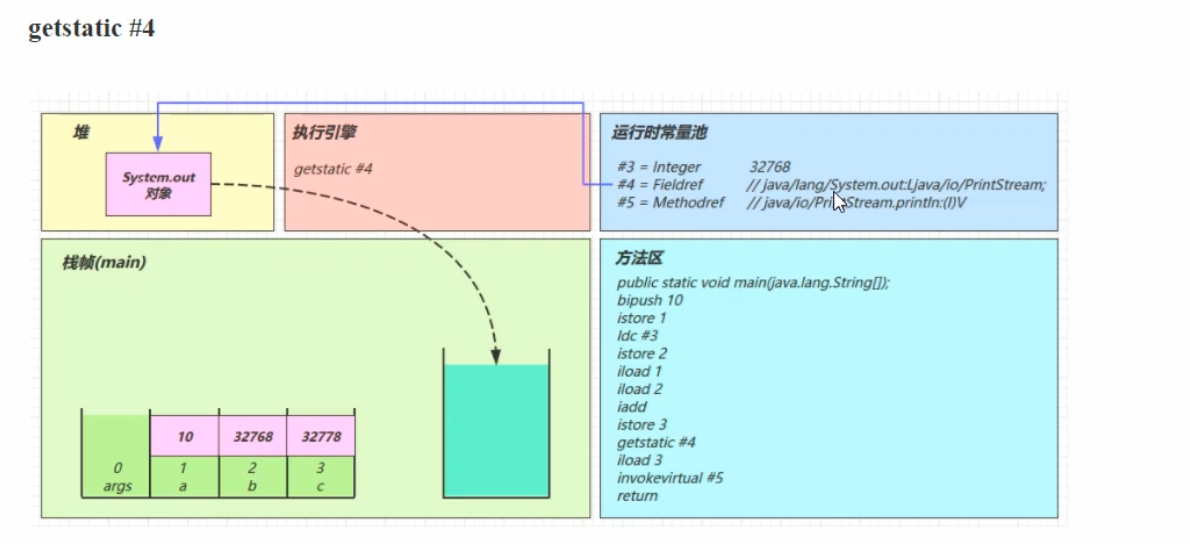 getstatic #4
堆
System.out
对象
执行引擎
getstatic #4
运行时常量池
#3 = Integer 32768
#4 = Fieldref // java/lang/System.out:Ljava/io/PrintStream;
#5 = Methodref // java/io/PrintStream.println:(I)V
栈帧(main)
10 32768 32778
0 1 2 3
args a b c
方法区
public static void main(java.lang.String[]);
bipush 10
istore 1
ldc #3
istore 2
iload 1
iload 2
iadd
istore 3
getstatic #4
iload 3
invokevirtual #5
return